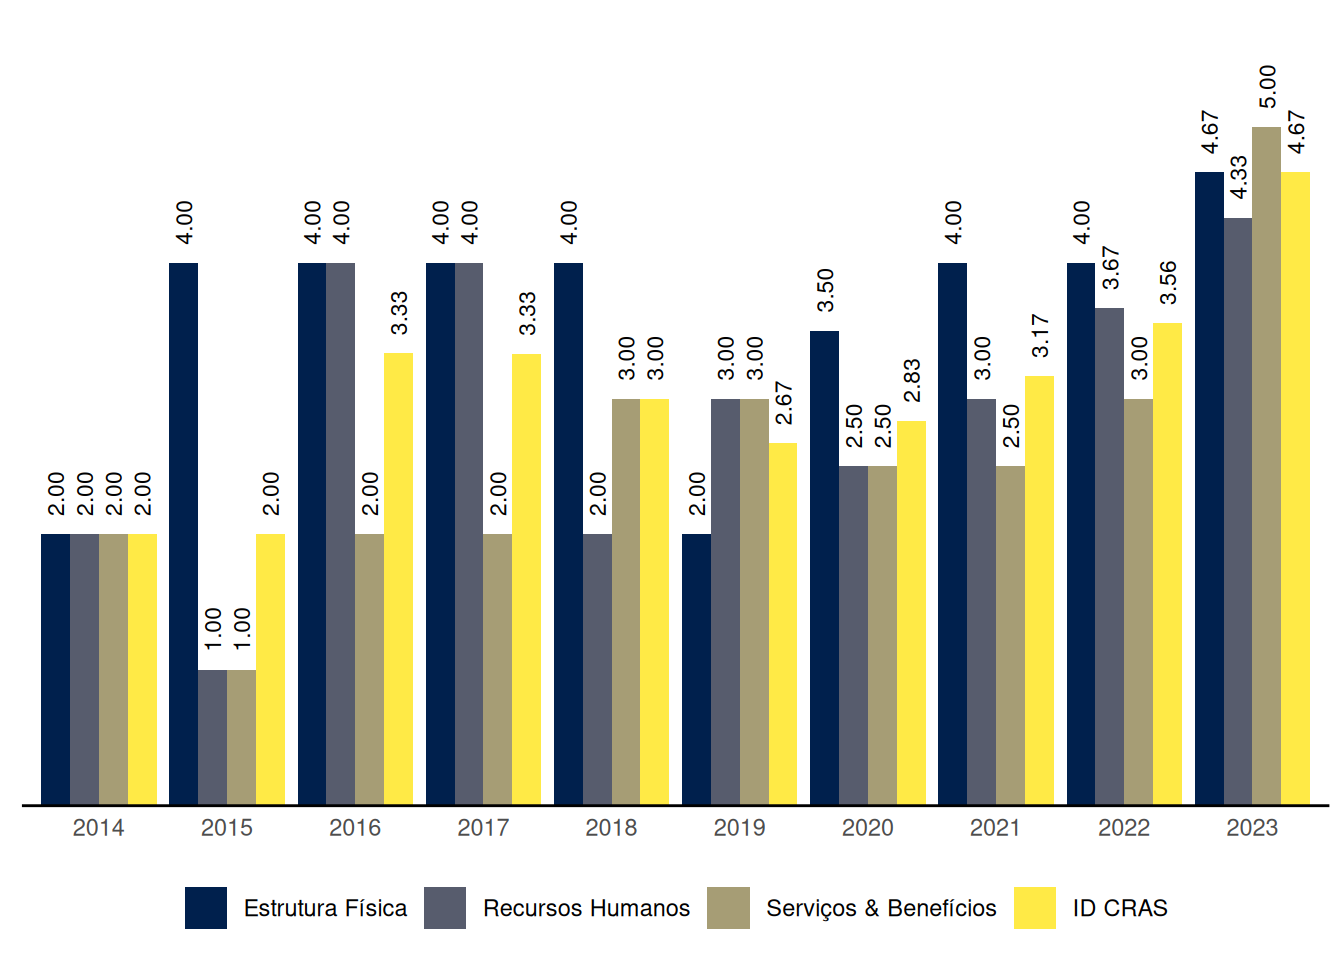 2.00 2.00 2.00 2.00
4.00 1.00 1.00 2.00
4.00 4.00 2.00 3.33
4.00 4.00 2.00 3.33
4.00 2.00 3.00 3.00
2.00 3.00 3.00 2.67
3.50 2.50 2.50 2.83
4.00 3.00 2.50 3.17
4.00 3.67 3.00 3.56
4.67 4.33 5.00 4.67
2014 2015 2016 2017 2018 2019 2020 2021 2022 2023
Estrutura Física Recursos Humanos Serviços & Benefícios ID CRAS